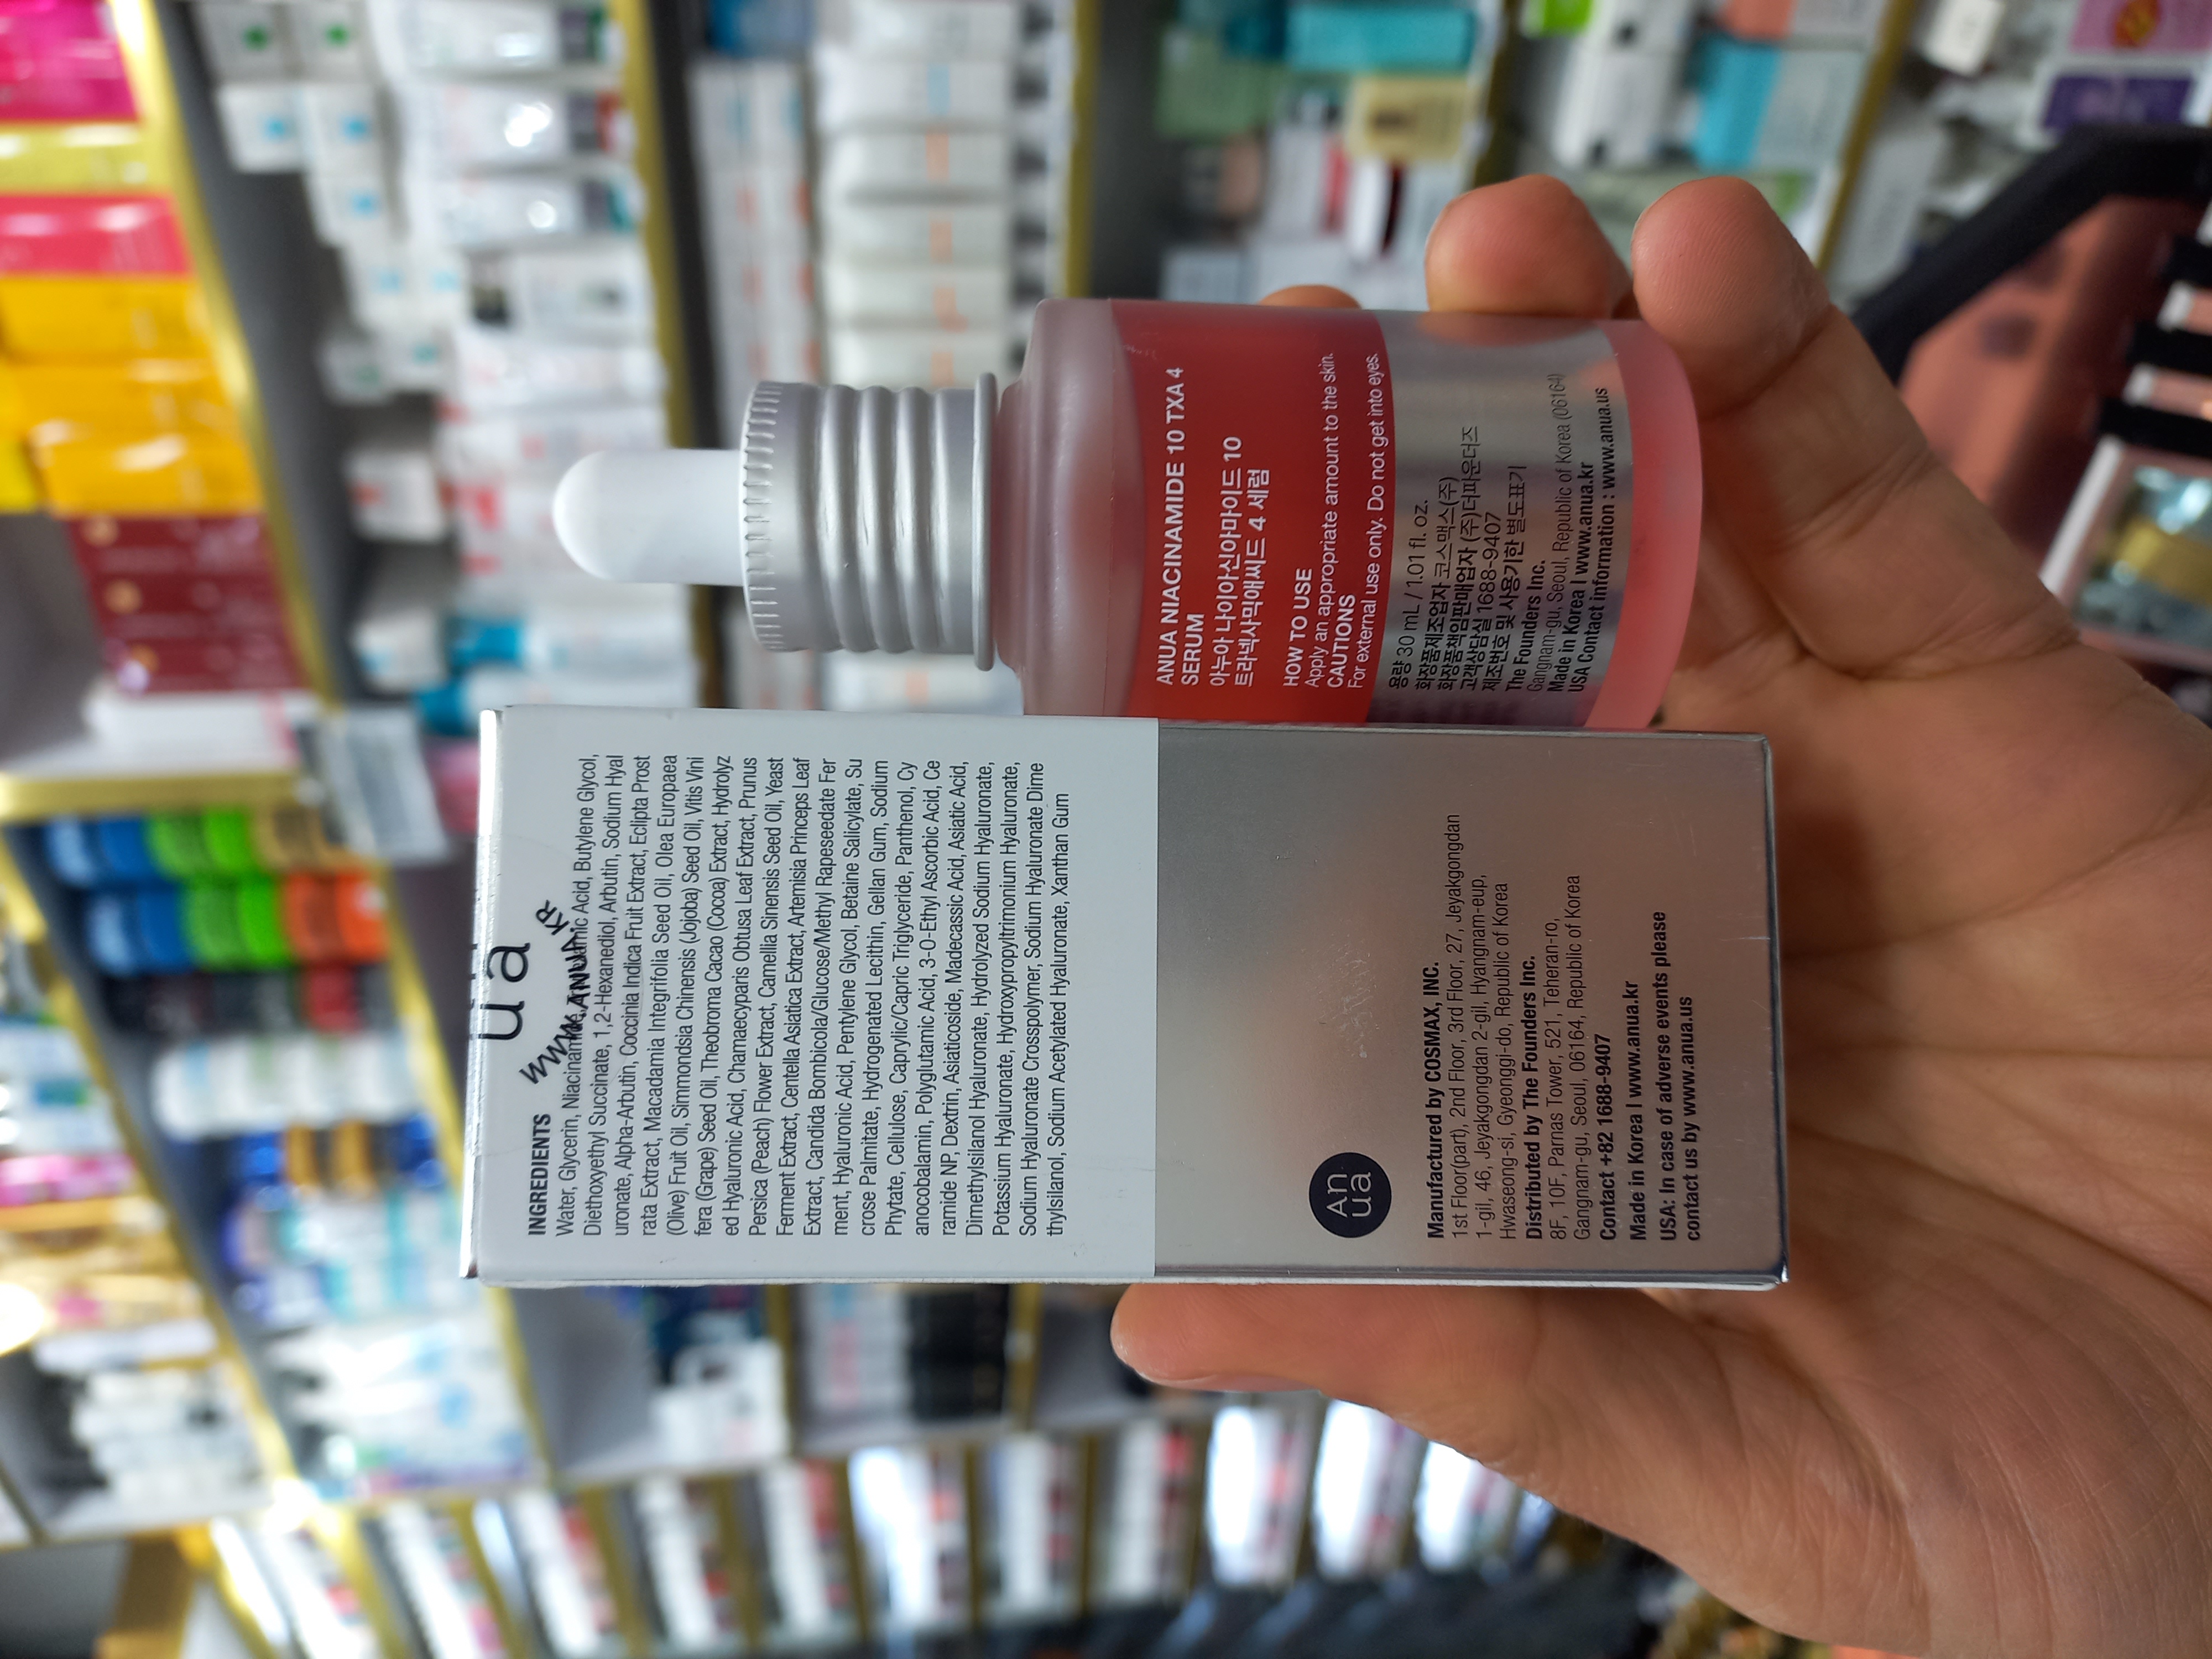 ua
WWW.ANUA.KR
INGREDIENTS
Water, Glycerin, Niacinamide, Acid, Butylene Glycol,
Diethoxyethyl Succinate, 1,2-Hexanediol, Arbutin, Sodium Hyal
uronate, Alpha-Arbutin, Coccinia Indica Fruit Extract, Eclipta Prost
rata Extract, Macadamia Integrifolia Seed Oil, Olea Europaea
(Olive) Fruit Oil, Simmondsia Chinensis (Jojoba) Seed Oil, Vitis Vini
fera (Grape) Seed Oil, Theobroma Cacao (Cocoa) Extract, Hydrolyz
ed Hyaluronic Acid, Chamaecyparis Obtusa Leaf Extract, Prunus
Persica (Peach) Flower Extract, Camellia Sinensis Seed Oil, Yeast
Ferment Extract, Centella Asiatica Extract, Artemisia Princeps Leaf
Extract, Candida Bombicola/Glucose/Methyl Rapeseedate Fer
ment, Hyaluronic Acid, Pentylene Glycol, Betaine Salicylate, Su
crose Palmitate, Hydrogenated Lecithin, Gellan Gum, Sodium
Phytate, Cellulose, Caprylic/Capric Triglyceride, Panthenol, Cy
anocobalamin, Polyglutamic Acid, 3-O-Ethyl Ascorbic Acid, Ce
ramide NP, Dextrin, Asiaticoside, Madecassic Acid, Asiatic Acid,
Dimethylsilanol Hyaluronate, Hydrolyzed Sodium Hyaluronate,
Potassium Hyaluronate, Hydroxypropyltrimonium Hyaluronate,
Sodium Hyaluronate Crosspolymer, Sodium Hyaluronate Dime
thylsilanol, Sodium Acetylated Hyaluronate, Xanthan Gum
An
ua
Manufactured by COSMAX, INC.
1st Floor(part), 2nd Floor, 3rd Floor, 27, Jeyakgongdan
1-gil, 46, Jeyakgongdan 2-gil, Hyangnam-eup,
Hwaseong-si, Gyeonggi-do, Republic of Korea
Distributed by The Founders Inc.
8F, 10F, Parnas Tower, 521, Teheran-ro,
Gangnam-gu, Seoul, 06164, Republic of Korea
Contact +82 1688-9407
Made in Korea I www.anua.kr
USA: In case of adverse events please
contact us by www.anua.us
ANUA NIACINAMIDE 10 TXA 4
SERUM
아누아 나이아신아마이드 10
트라넥사믹애씨드 4 세럼
HOW TO USE
Apply an appropriate amount to the skin.
CAUTIONS
For external use only. Do not get into eyes.
용량 30 mL / 1.01 fl. oz.
화장품제조업자 코스맥스(주)
화장품책임판매업자 (주)더파운더즈
고객상담실 1688-9407
제조번호 및 사용기한 별도표기
The Founders Inc.
Gangnam-gu, Seoul, Republic of Korea (06164)
Made in Korea I www.anua.kr
USA Contact information : www.anua.us